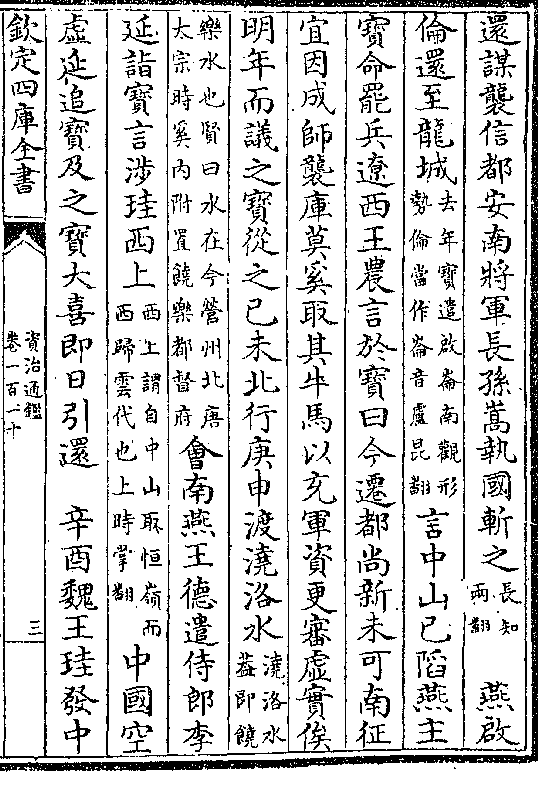 還謀襲信都安南將軍長孫嵩執國斬之長知兩翻　燕啟
倫還至龍城去年寶遣啟崙南觀形勢倫當作崙音盧昆翻言中山已䧟燕主
寶命罷兵遼西王農言於寶曰今遷都尚新未可南征
宜因成師襲庫莫奚取其牛馬以充軍資更審虚實俟
明年而議之寶從之己未北行庚申渡澆洛水澆洛水葢即饒
樂水也賢曰水在今營州北唐太宗時奚内附置饒樂都督府會南燕王德遣侍郎李
延詣寶言涉珪西上西上謂自中山取恒嶺而西歸雲代也上時掌翻中國空
虚延追寶及之寶大喜即日引還　辛酉魏王珪發中
欽定四庫全書
資治通鑑
卷一百一十
三